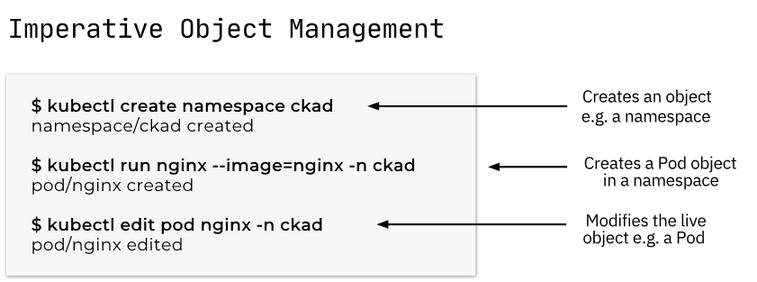 Imperative Object Management
$ kubectl create namespace ckad
namespace/ckad created
Creates an object
e.g. a namespace
$ kubectl run nginx --image=nginx -n ckad
pod/nginx created
Creates a Pod object
in a namespace
$ kubectl edit pod nginx -n ckad
pod/nginx edited
Modifies the live
object e.g. a Pod